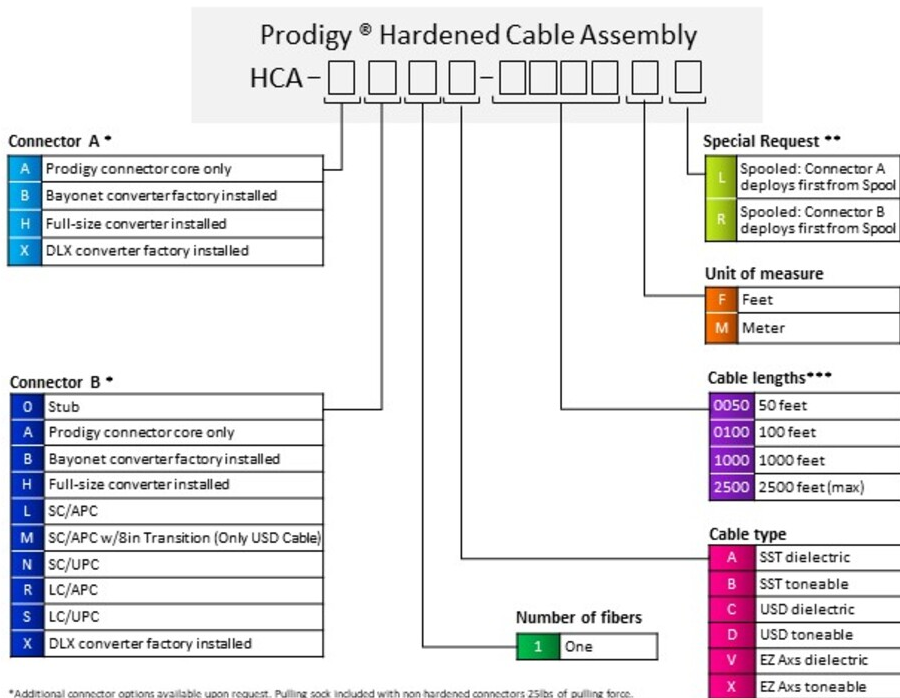 Prodigy ® Hardened Cable Assembly
HCA –
–
Connector A *
A Prodigy connector core only
B Bayonet converter factory installed
H Full-size converter installed
X DLX converter factory installed
Special Request **
L Spooled: Connector A
deploys first from Spool
R Spooled: Connector B
deploys first from Spool
Unit of measure
F Feet
M Meter
Connector B *
0 Stub
A Prodigy connector core only
B Bayonet converter factory installed
H Full-size converter installed
L SC/APC
M SC/APC w/8in Transition (Only USD Cable)
N SC/UPC
R LC/APC
S LC/UPC
X DLX converter factory installed
Cable lengths***
0050 50 feet
0100 100 feet
1000 1000 feet
2500 2500 feet (max)
Cable type
A SST dielectric
B SST toneable
C USD dielectric
D USD toneable
V EZ Axs dielectric
X EZ Axs toneable
Number of fibers
1 One
*Additional connector options available upon request. Pulling sock included with non hardened connectors 25lbs of pulling force.